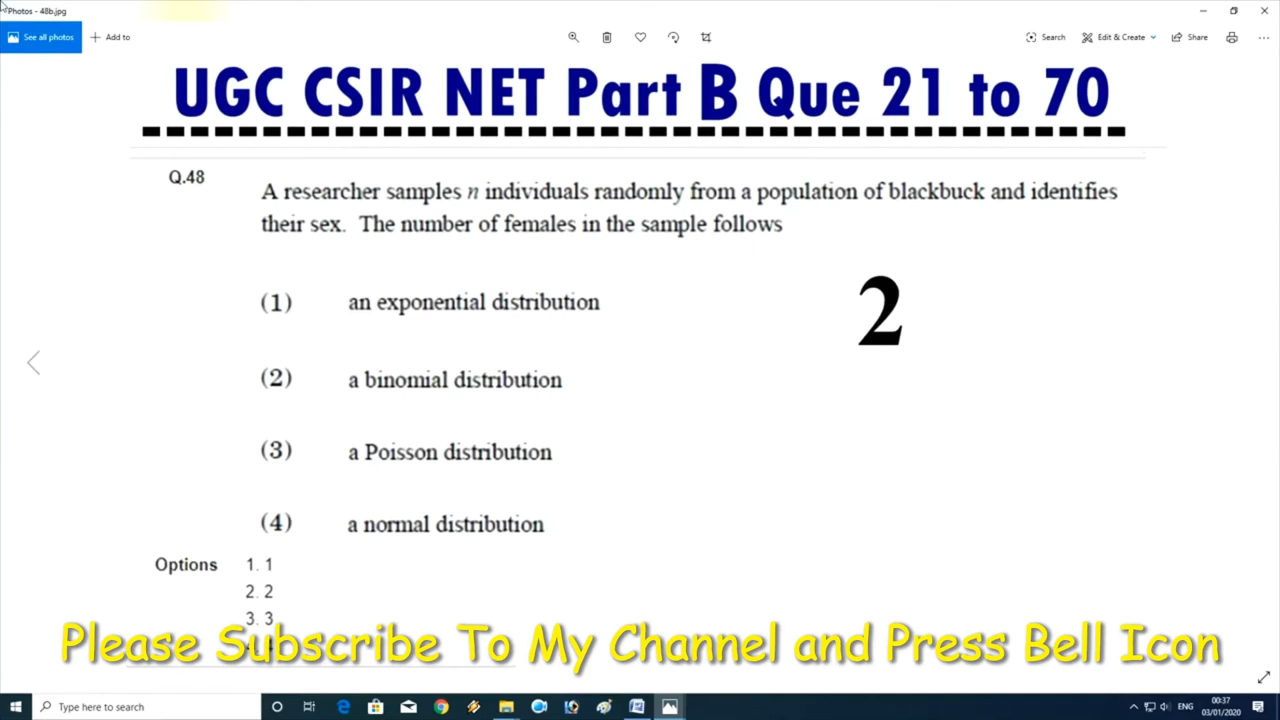 Photos - 48b.jpg
See all photos
Add to
Search
Edit & Create
Share
UGC CSIR NET Part B Que 21 to 70
Q.48
A researcher samples n individuals randomly from a population of blackbuck and identifies
their sex. The number of females in the sample follows
2
(1) an exponential distribution
(2) a binomial distribution
(3) a Poisson distribution
(4) a normal distribution
Options 1. 1
2. 2
3. 3
Please Subscribe To My Channel and Press Bell Icon
Type here to search
ENG
00:37
03/01/2020